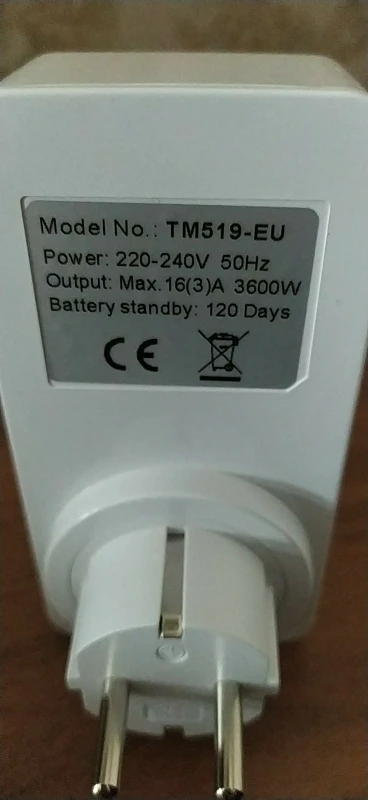 Model No.: TM519-EU
Power: 220-240V 50Hz
Output: Max.16(3)A 3600W
Battery standby: 120 Days
CE